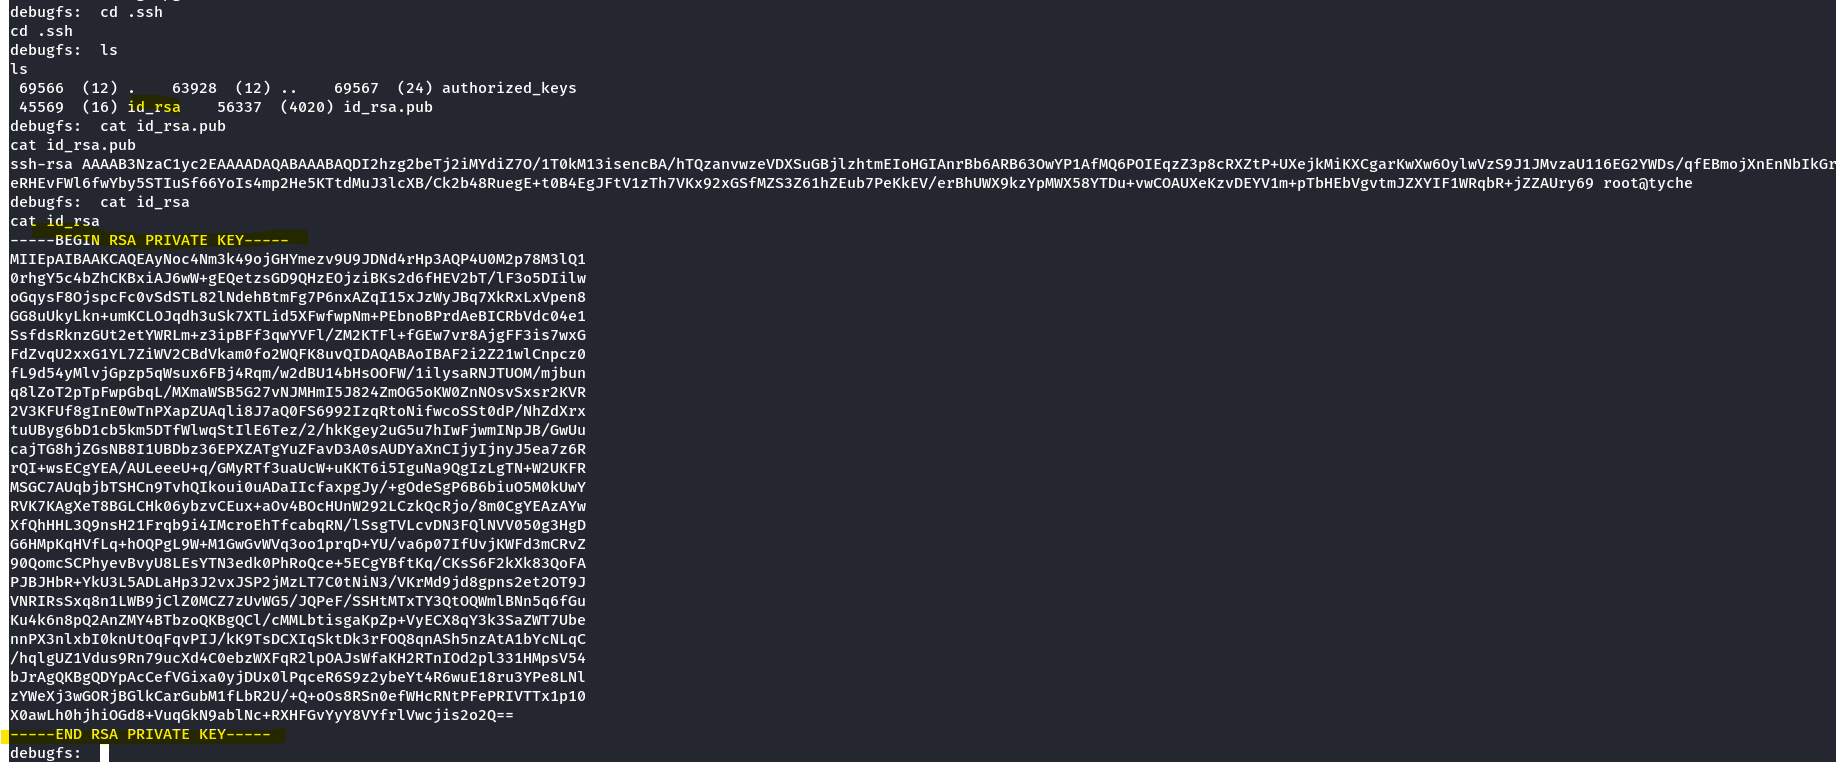 debugfs:  cd .ssh
cd .ssh
debugfs:  ls
ls
 69566  (12) .    63928  (12) ..    69567  (24) authorized_keys
 45569  (16) id_rsa    56337  (4020) id_rsa.pub
debugfs:  cat id_rsa.pub
cat id_rsa.pub
ssh-rsa AAAAB3NzaC1yc2EAAAADAQABAAABAQDI2hzg2beTj2iMYdiZ7O/1T0kM13isencBA/hTQzanvwzeVDXSuGBjlzhtmEIoHGIAnrBb6ARB63OwYP1AfMQ6POIEqzZ3p8cRXZtP+UXejkMiKXCgarKwXw6OylwVzS9J1JMvzaU116EG2YWDs/qfEBmojXnEnNbIkGr
eRHEvFWl6fwYby5STIuSf66YoIs4mp2He5KTtdMuJ3lcXB/Ck2b48RuegE+t0B4EgJFtV1zTh7VKx92xGSfMZS3Z61hZEub7PeKkEV/erBhUWX9kzYpMWX58YTDu+vwCOAUXeKzvDEYV1m+pTbHEbVgvtmJZXYIF1WRqbR+jZZAUry69 root@tyche
debugfs:  cat id_rsa
cat id_rsa
-----BEGIN RSA PRIVATE KEY-----
MIIEpAIBAAKCAQEAyNoc4Nm3k49ojGHYmezv9U9JDNd4rHp3AQP4U0M2p78M3lQ1
0rhgY5c4bZhCKBxiAJ6wW+gEQetzsGD9QHzEOjziBKs2d6fHEV2bT/lF3o5DIilw
oGqysF8OjspcFc0vSdSTL82lNdehBtmFg7P6nxAZqI15xJzWyJBq7XkRxLxVpen8
GG8uUkyLkn+umKCLOJqdh3uSk7XTLid5XFwfwpNm+PEbnoBPrdAeBICRbVdc04e1
SsfdsRknzGUt2etYWRLm+z3ipBFf3qwYVFl/ZM2KTFl+fGEw7vr8AjgFF3is7wxG
FdZvqU2xxG1YL7ZiWV2CBdVkam0fo2WQFK8uvQIDAQABAoIBAF2i2Z21wlCnpcz0
fL9d54yMlvjGpzp5qWsux6FBj4Rqm/w2dBU14bHsOOFW/1ilysaRNJTUOM/mjbun
q8lZoT2pTpFwpGbqL/MXmaWSB5G27vNJMHmI5J824ZmOG5oKW0ZnNOsvSxsr2KVR
2V3KFUf8gInE0wTnPXapZUAqli8J7aQ0FS6992IzqRtoNifwcoSSt0dP/NhZdXrx
tuUByg6bD1cb5km5DTfWlwqStIlE6Tez/2/hkKgey2uG5u7hIwFjwmINpJB/GwUu
cajTG8hjZGsNB8I1UBDbz36EPXZATgYuZFavD3A0sAUDYaXnCIjyIjnyJ5ea7z6R
rQI+wsECgYEA/AULeeeU+q/GMyRTf3uaUcW+uKKT6i5IguNa9QgIzLgTN+W2UKFR
MSGC7AUqbjbTSHCn9TvhQIkoui0uADaIIcfaxpgJy/+gOdeSgP6B6biuO5M0kUwY
RVK7KAgXeT8BGLCHk06ybzvCEux+aOv4BOcHUnW292LCzkQcRjo/8m0CgYEAzAYw
XfQhHHL3Q9nsH21Frqb9i4IMcroEhTfcabqRN/lSsgTVLcvDN3FQlNVV050g3HgD
G6HMpKqHVfLq+hOQPgL9W+M1GwGvWVq3oo1prqD+YU/va6p07IfUvjKWFd3mCRvZ
90QomcSCPhyevBvyU8LEsYTN3edk0PhRoQce+5ECgYBftKq/CKsS6F2kXk83QoFA
PJBJHbR+YkU3L5ADLaHp3J2vxJSP2jMzLT7C0tNiN3/VKrMd9jd8gpns2et2OT9J
VNRIRsSxq8n1LWB9jClZ0MCZ7zUvWG5/JQPeF/SSHtMTxTY3QtOQWmlBNn5q6fGu
Ku4k6n8pQ2AnZMY4BTbzoQKBgQCl/cMMLbtisgaKpZp+VyECX8qY3k3SaZWT7Ube
nnPX3nlxbI0knUtOqFqvPIJ/kK9TsDCXIqSktDk3rFOQ8qnASh5nzAtA1bYcNLqC
/hqlgUZ1Vdus9Rn79ucXd4C0ebzWXFqR2lpOAJsWfaKH2RTnIOd2pl331HMpsV54
bJrAgQKBgQDYpAcCefVGixa0yjDUx0lPqceR6S9z2ybeYt4R6wuE18ru3YPe8LNl
zYWeXj3wGORjBGlkCarGubM1fLbR2U/+Q+oOs8RSn0efWHcRNtPFePRIVTTx1p10
X0awLh0hjhiOGd8+VuqGkN9ablNc+RXHFGvYyY8VYfrlVwcjis2o2Q==
-----END RSA PRIVATE KEY-----
debugfs: